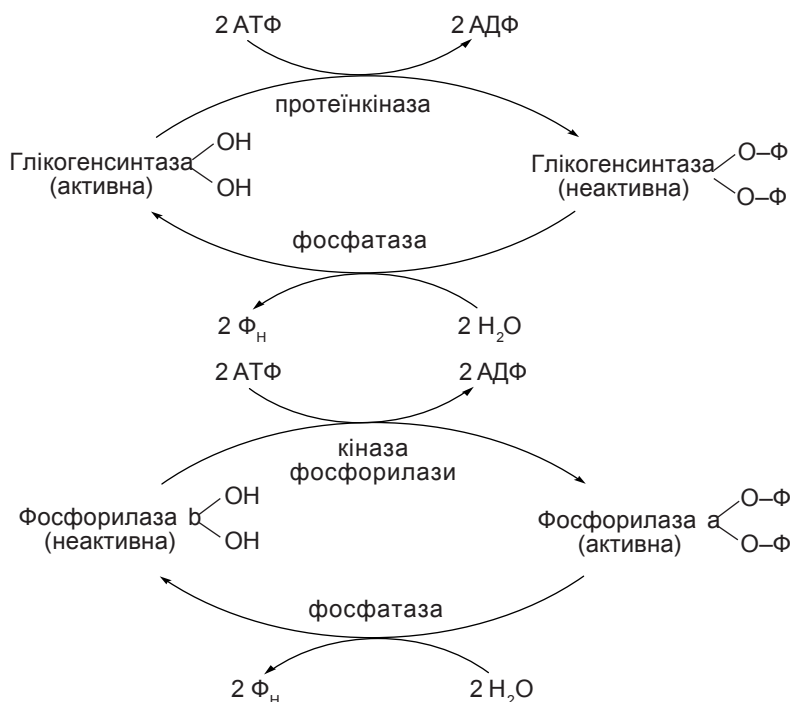 2 АТФ 2 АДФ
протеїнкіназа
Глікогенсинтаза OH Глікогенсинтаза O–Ф
(активна) OH (неактивна) O–Ф
фосфатаза
2 Фн 2 H₂O
2 АТФ 2 АДФ
кіназа
фосфорилази
Фосфорилаза b OH Фосфорилаза a O–Ф
(неактивна) OH (активна) O–Ф
фосфатаза
2 Фн 2 H₂O